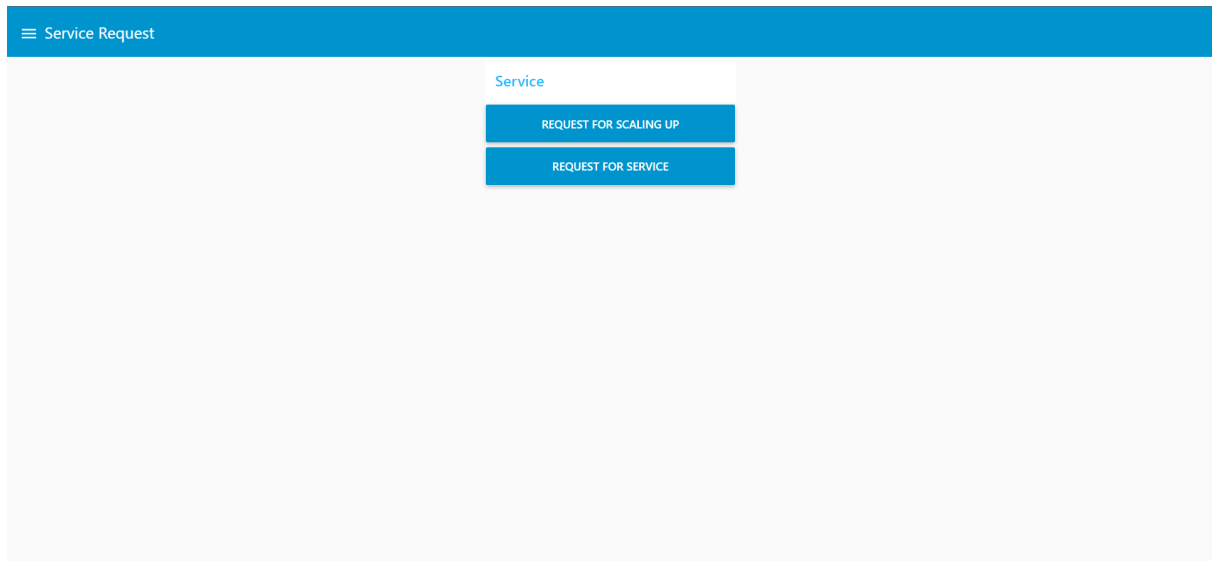 Service Request
Service
REQUEST FOR SCALING UP
REQUEST FOR SERVICE